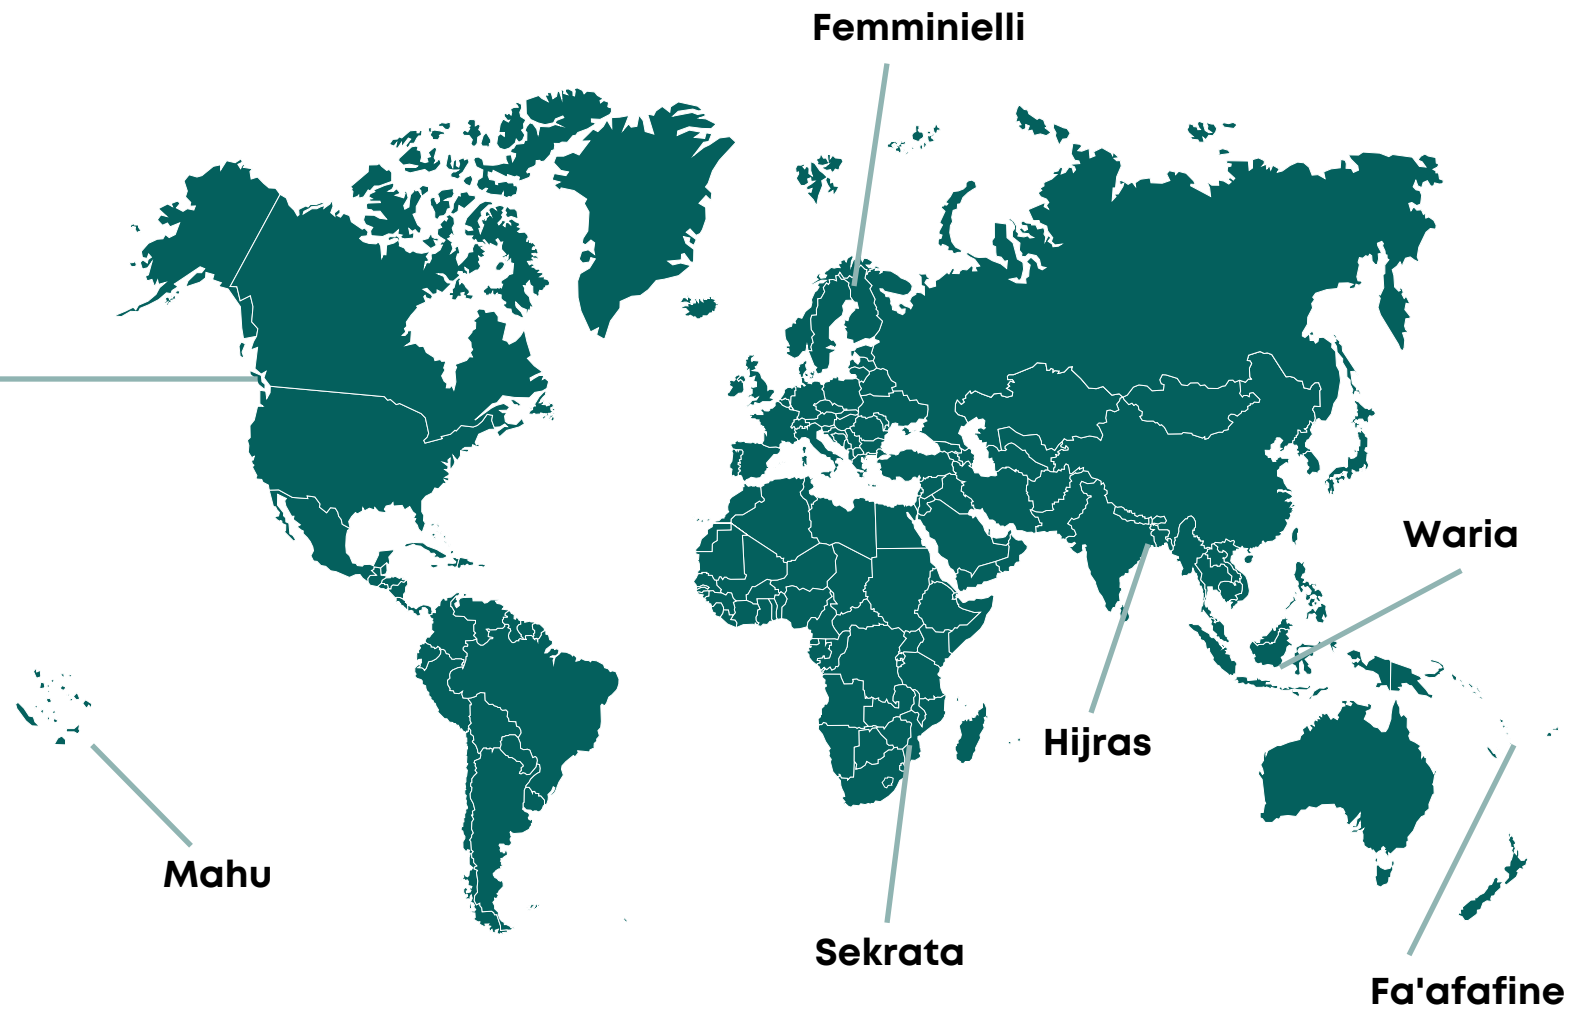 Femminielli
Waria
Hijras
Mahu
Sekrata
Fa'afafine